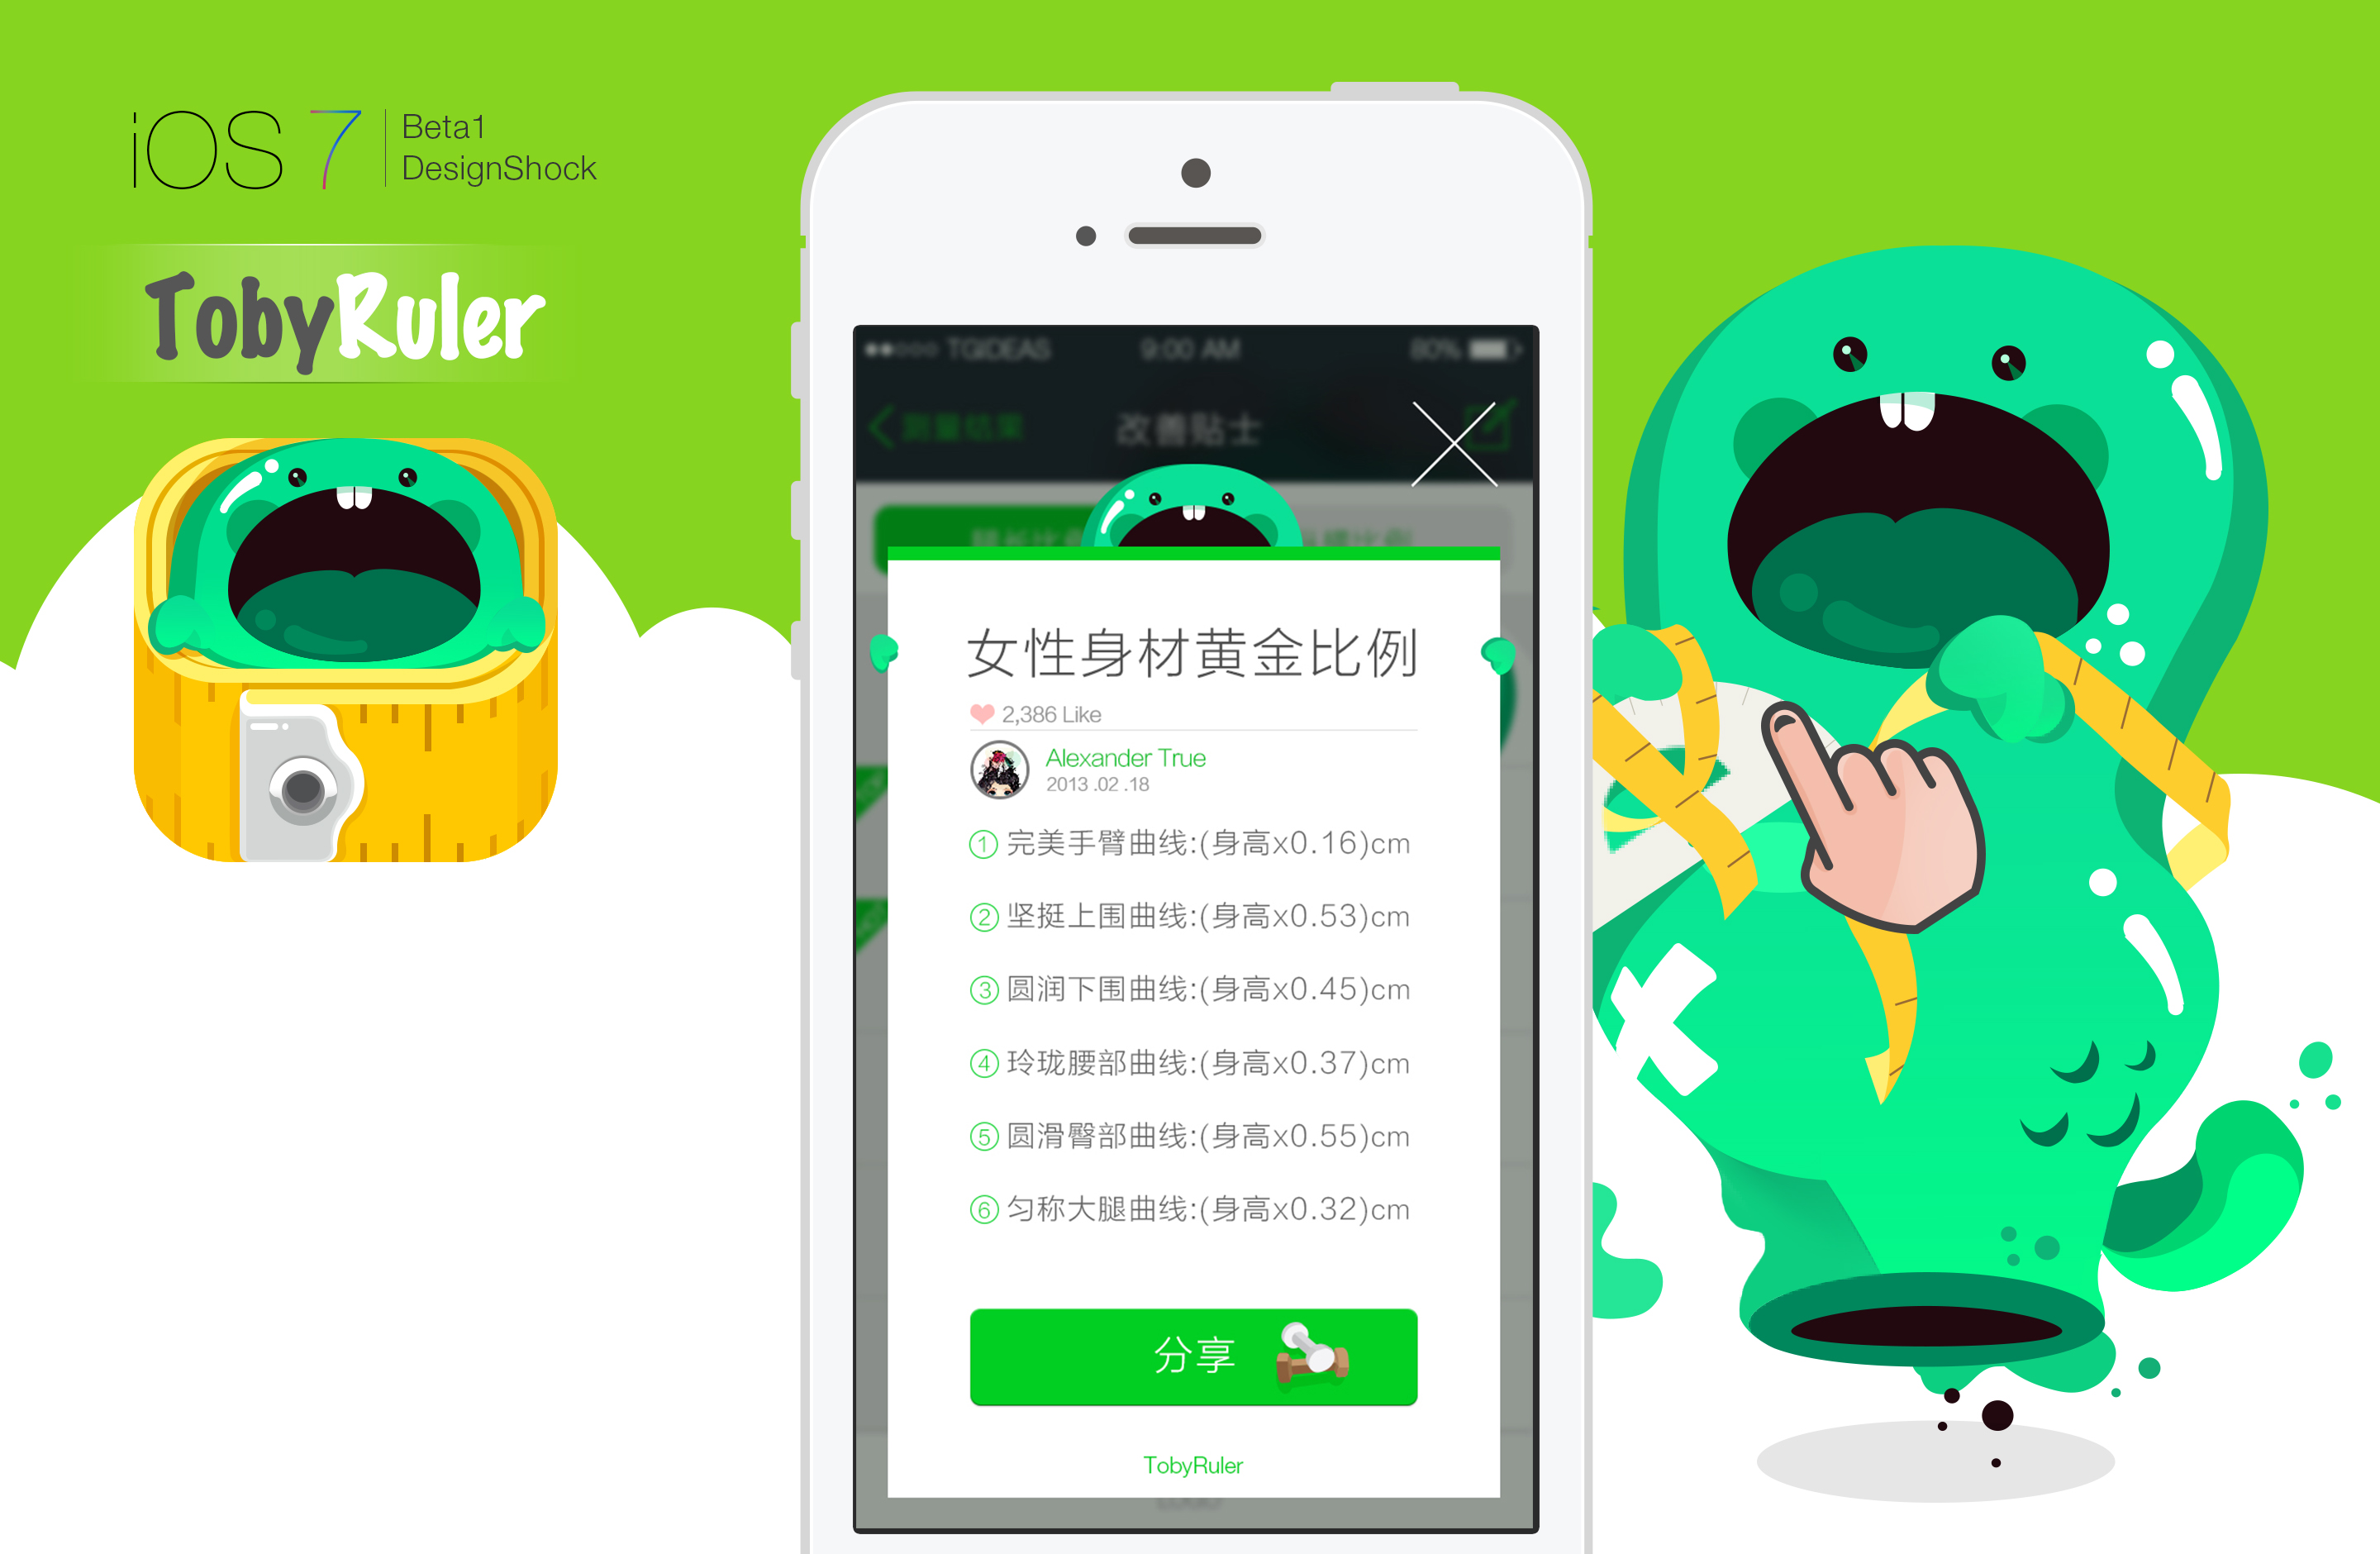 iOS 7
Beta1
DesignShock
TobyRuler
TGIDEAS 9:00 AM 80%
测量结果 改善贴士
女性身材黄金比例
2,386 Like
Alexander True
2013 .02 .18
① 完美手臂曲线:(身高x0.16)cm
② 坚挺上围曲线:(身高x0.53)cm
③ 圆润下围曲线:(身高x0.45)cm
④ 玲珑腰部曲线:(身高x0.37)cm
⑤ 圆滑臀部曲线:(身高x0.55)cm
⑥ 匀称大腿曲线:(身高x0.32)cm
分享
TobyRuler